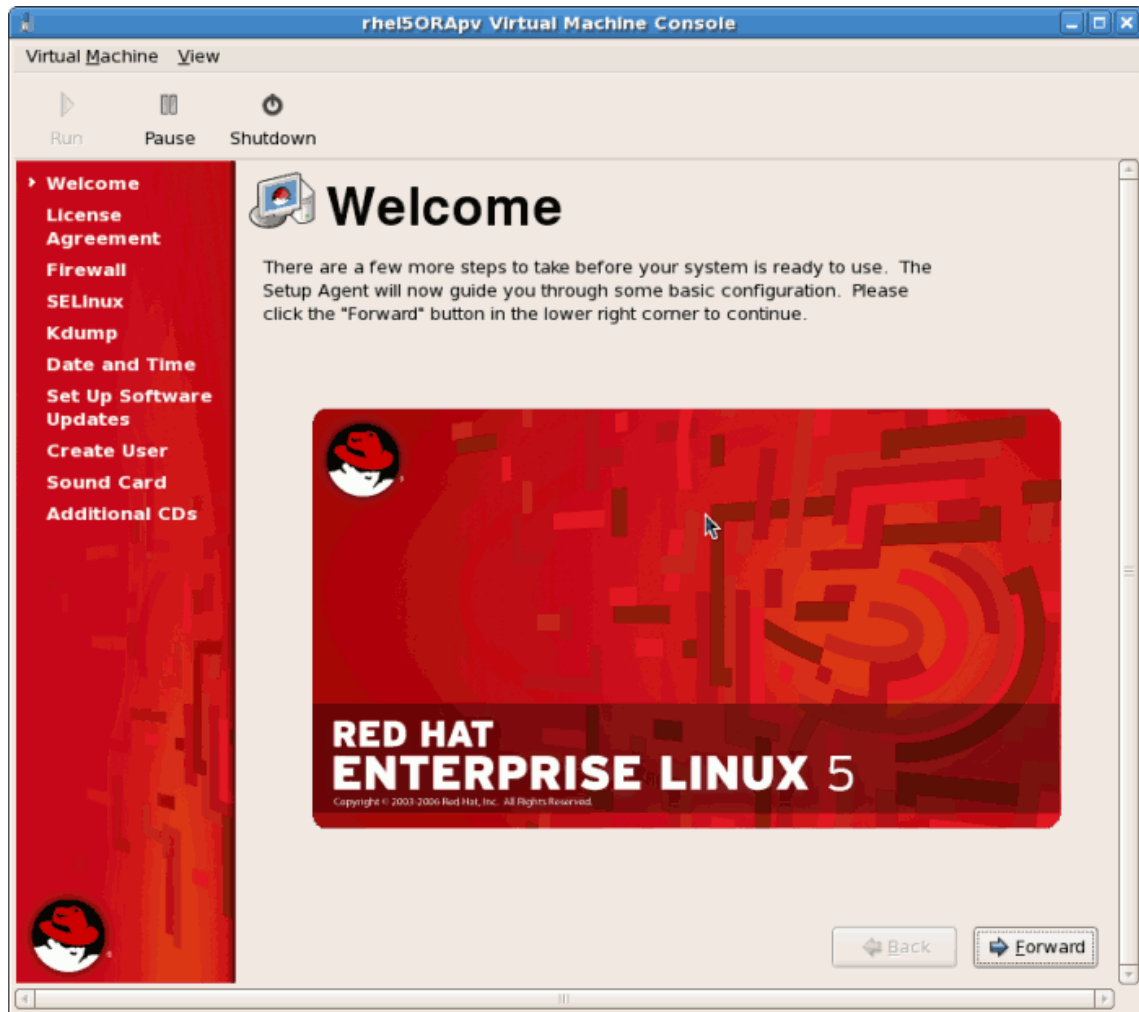 rhel5ORApv Virtual Machine Console
Virtual Machine View
Run Pause Shutdown
Welcome
License
Agreement
Firewall
SELinux
Kdump
Date and Time
Set Up Software
Updates
Create User
Sound Card
Additional CDs
Welcome
There are a few more steps to take before your system is ready to use. The
Setup Agent will now guide you through some basic configuration. Please
click the "Forward" button in the lower right corner to continue.
RED HAT
ENTERPRISE LINUX 5
Copyright © 2003-2006 Red Hat, Inc. All Rights Reserved.
Back Forward